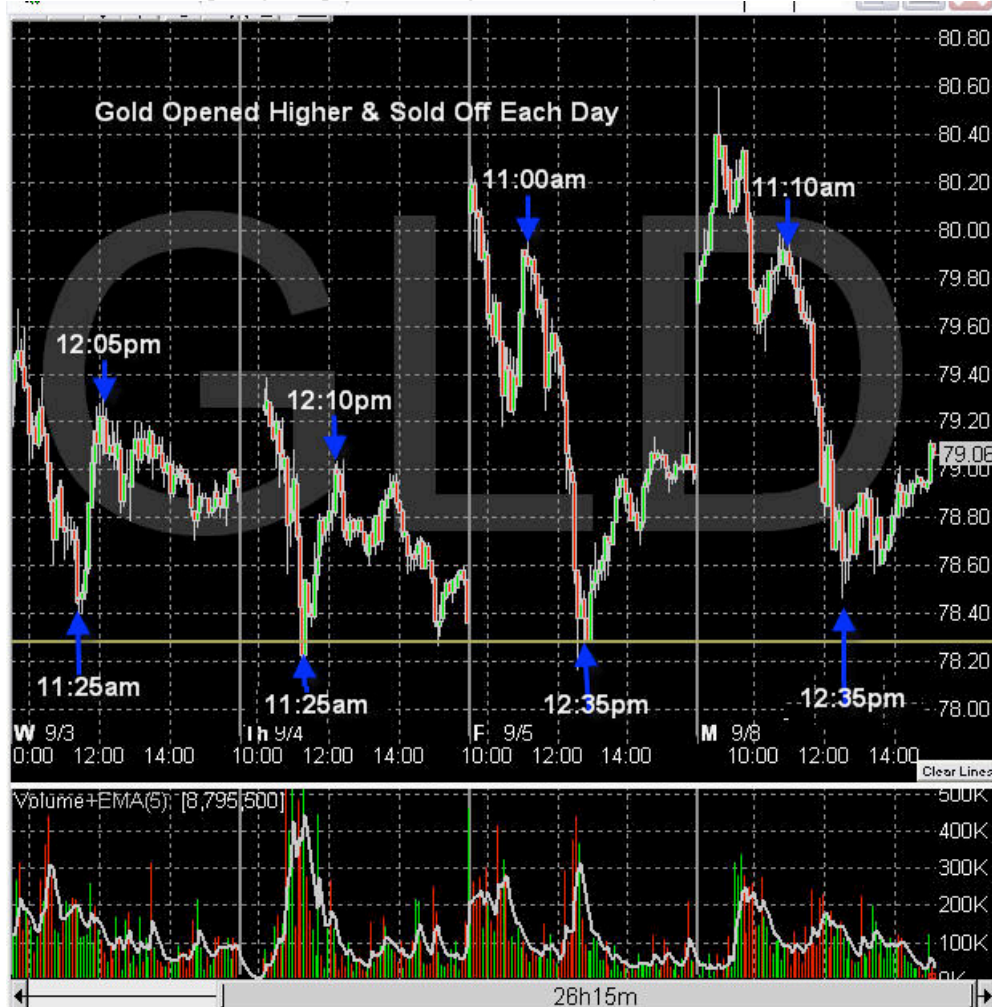 80.80
80.60
Gold Opened Higher & Sold Off Each Day
80.40
11:00am
80.20
11:10am
80.00
GLD
79.80
79.60
12:05pm
79.40
12:10pm
79.20
79.06
79.00
78.80
78.60
78.40
78.20
11:25am
11:25am
12:35pm
12:35pm
78.00
W 9/3 Th 9/4 F 9/5 M 9/8
0:00 12:00 14:00 10:00 12:00 14:00 10:00 12:00 14:00 10:00 12:00 14:00
Clear Lines
Volume+EMA(5) [8,795,500]
500K
400K
300K
200K
100K
0K
26h15m